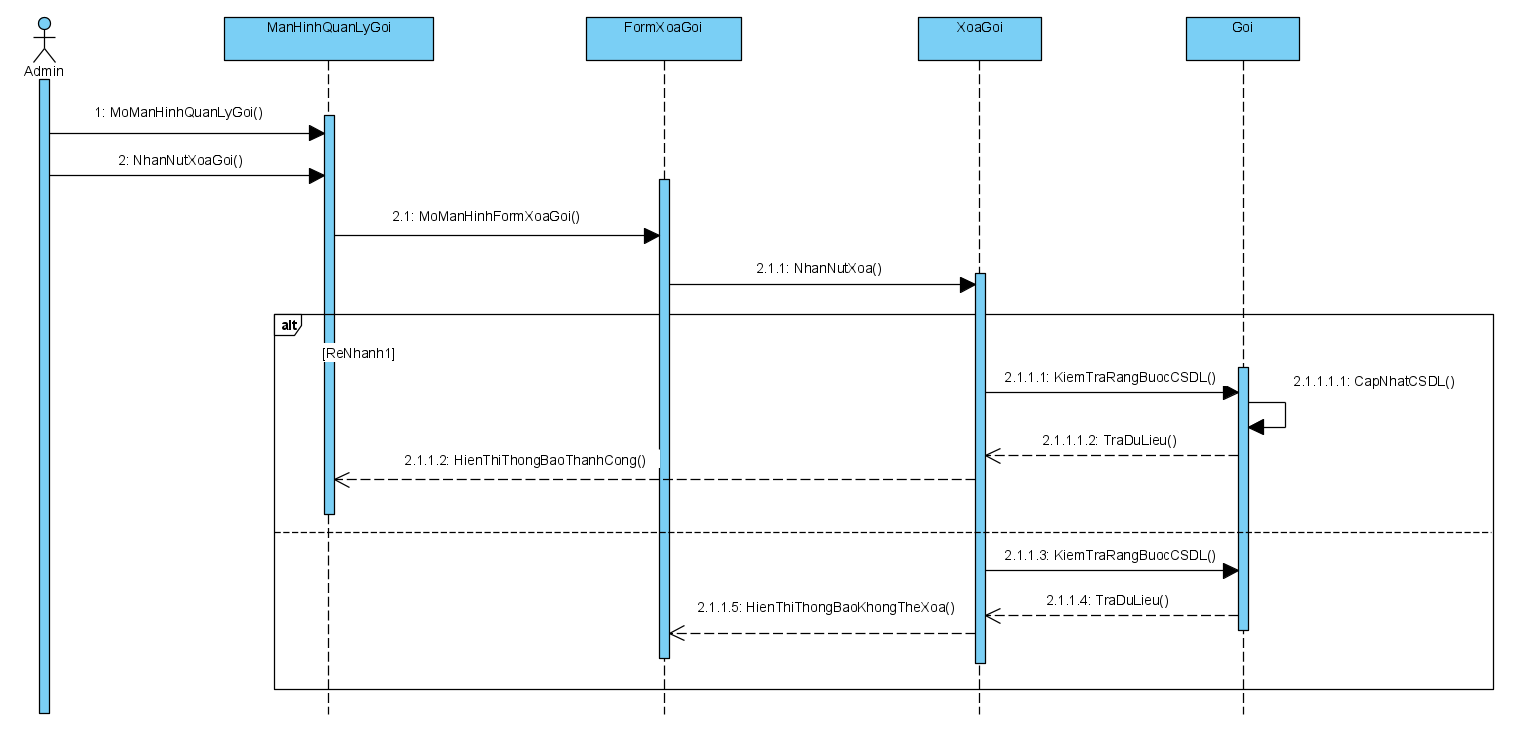 ManHinhQuanLyGoi
FormXoaGoi
XoaGoi
Goi
Admin
1: MoManHinhQuanLyGoi()
2: NhanNutXoaGoi()
2.1: MoManHinhFormXoaGoi()
2.1.1: NhanNutXoa()
alt
[ReNhanh1]
2.1.1.1: KiemTraRangBuocCSDL()
2.1.1.1.1: CapNhatCSDL()
2.1.1.1.2: TraDuLieu()
2.1.1.2: HienThiThongBaoThanhCong()
2.1.1.3: KiemTraRangBuocCSDL()
2.1.1.4: TraDuLieu()
2.1.1.5: HienThiThongBaoKhongTheXoa()